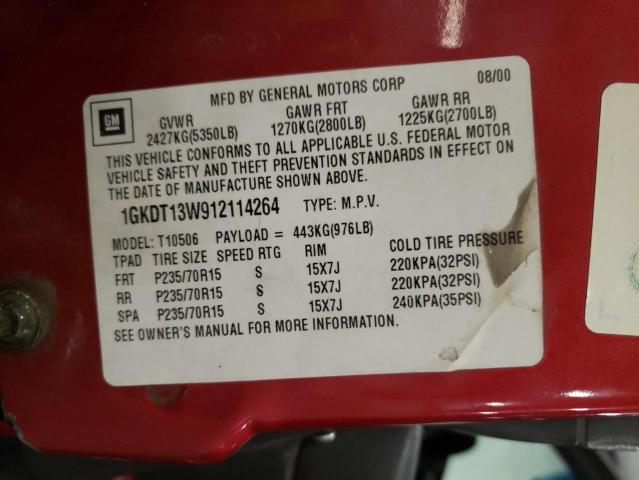 MFD BY GENERAL MOTORS CORP 08/00
GM
GVWR GAWR FRT GAWR RR
2427KG(5350LB) 1270KG(2800LB) 1225KG(2700LB)
THIS VEHICLE CONFORMS TO ALL APPLICABLE U.S. FEDERAL MOTOR
VEHICLE SAFETY AND THEFT PREVENTION STANDARDS IN EFFECT ON
THE DATE OF MANUFACTURE SHOWN ABOVE.
1GKDT13W912114264 TYPE: M.P.V.
MODEL: T10506 PAYLOAD = 443KG(976LB)
TPAD TIRE SIZE SPEED RTG RIM COLD TIRE PRESSURE
FRT P235/70R15 S 15X7J 220KPA(32PSI)
RR P235/70R15 S 15X7J 220KPA(32PSI)
SPA P235/70R15 S 15X7J 240KPA(35PSI)
SEE OWNER'S MANUAL FOR MORE INFORMATION.